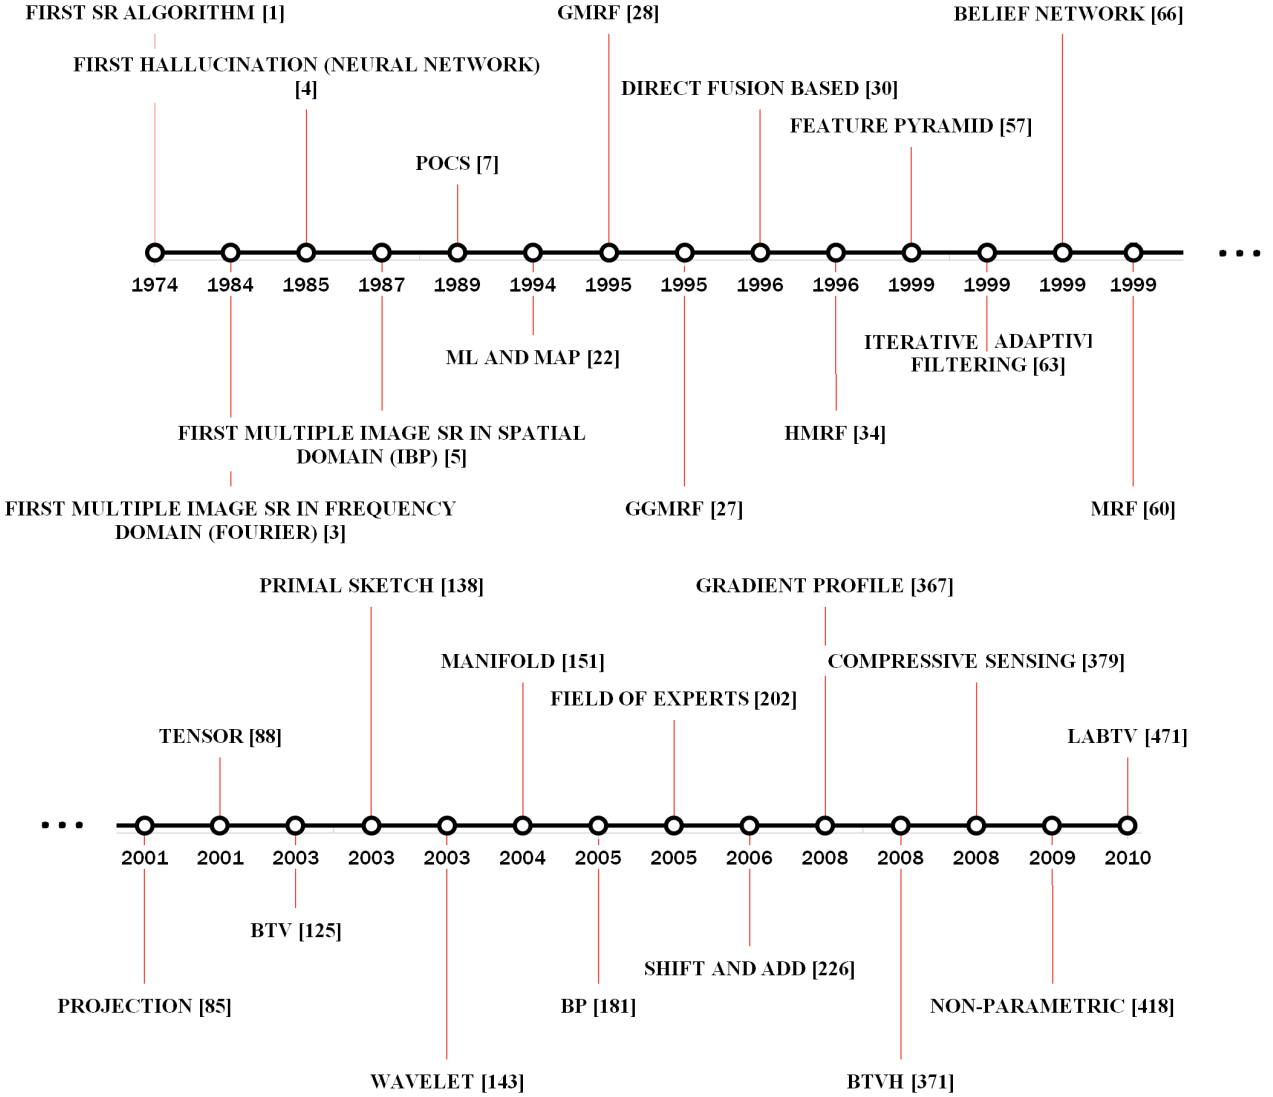 FIRST SR ALGORITHM [1]
GMRF [28]
BELIEF NETWORK [66]
FIRST HALLUCINATION (NEURAL NETWORK)
[4]
DIRECT FUSION BASED [30]
FEATURE PYRAMID [57]
POCS [7]
1974 1984 1985 1987 1989 1994 1995 1995 1996 1996 1999 1999 1999 1999
ITERATIVE ADAPTIVI
FILTERING [63]
ML AND MAP [22]
FIRST MULTIPLE IMAGE SR IN SPATIAL
DOMAIN (IBP) [5]
HMRF [34]
FIRST MULTIPLE IMAGE SR IN FREQUENCY
DOMAIN (FOURIER) [3]
GGMRF [27]
MRF [60]
PRIMAL SKETCH [138]
GRADIENT PROFILE [367]
MANIFOLD [151]
COMPRESSIVE SENSING [379]
FIELD OF EXPERTS [202]
TENSOR [88]
LABTV [471]
2001 2001 2003 2003 2003 2004 2005 2005 2006 2008 2008 2008 2009 2010
BTV [125]
SHIFT AND ADD [226]
PROJECTION [85]
BP [181]
NON-PARAMETRIC [418]
WAVELET [143]
BTVH [371]